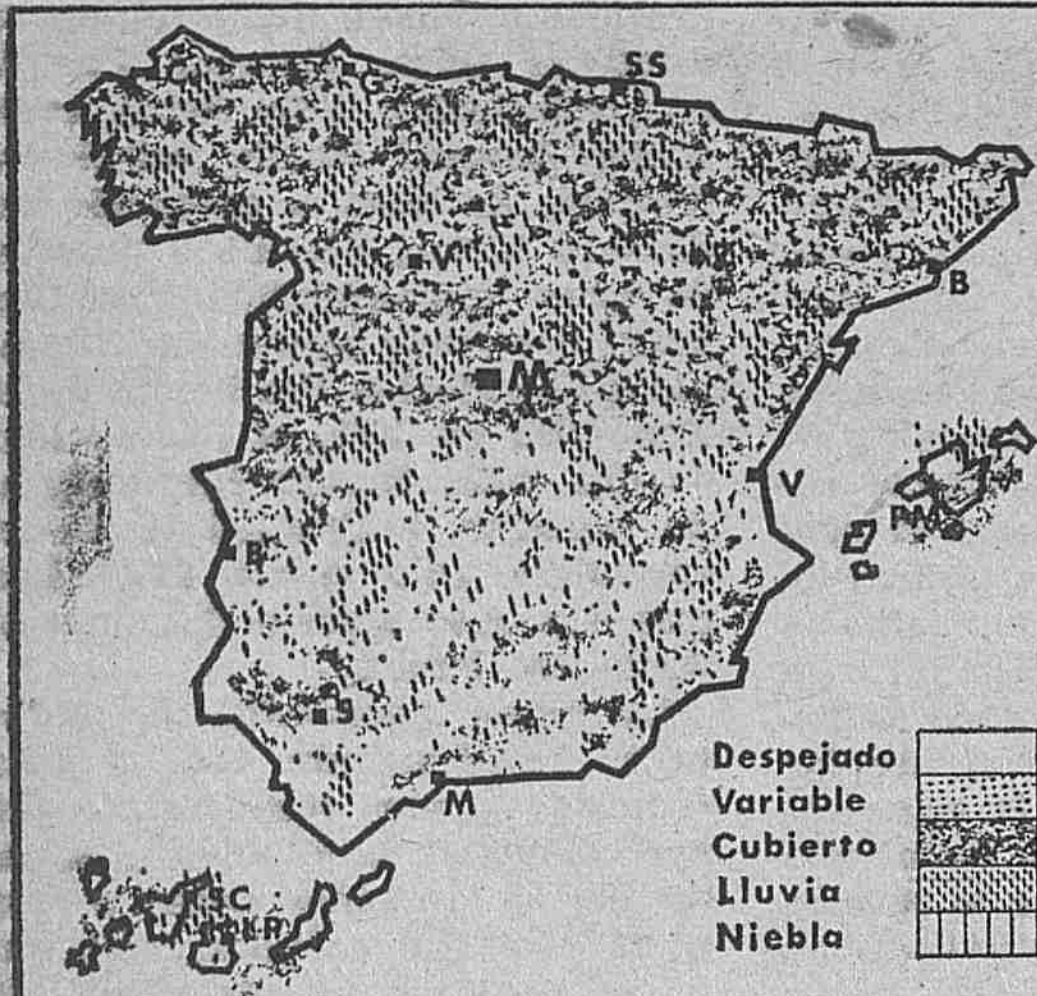 SS
C
G
V
B
M
V
PM
B
S
M
SC
Despejado
Variable
Cubierto
Lluvia
Niebla